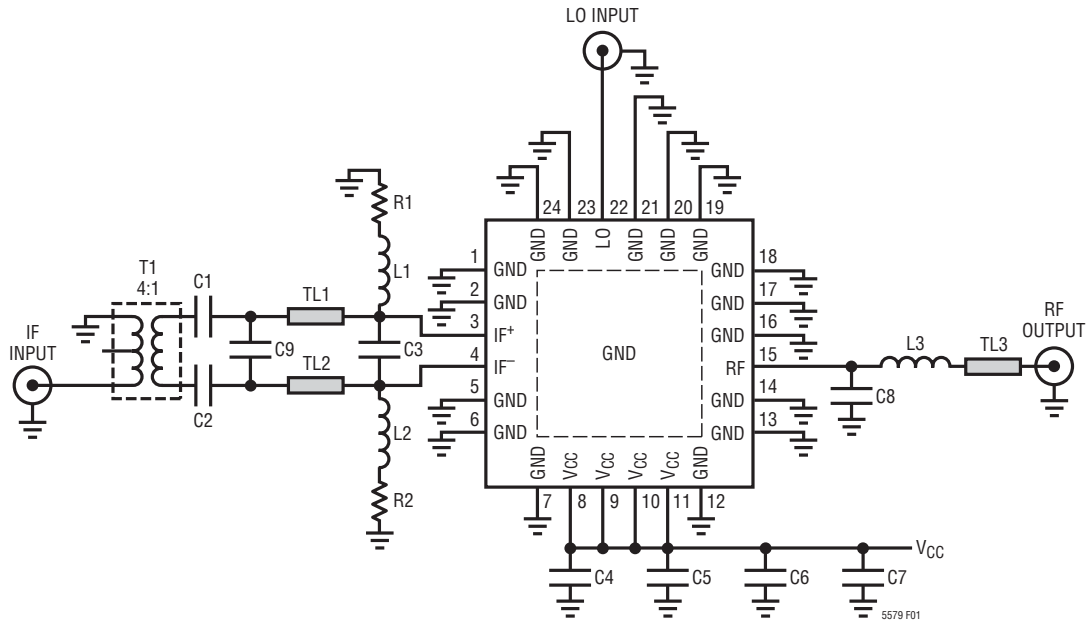 LO INPUT
24
23
22
21
20
19
GND
GND
LO
GND
GND
GND
R1
L1
T1
4:1
C1
TL1
C9
C3
TL2
C2
L2
R2
IF
INPUT
1
GND
2
GND
3
IF+
4
IF−
5
GND
6
GND
GND
18
GND
17
GND
16
GND
15
RF
14
GND
13
GND
L3
TL3
C8
RF
OUTPUT
GND
VCC
VCC
VCC
VCC
GND
7
8
9
10
11
12
VCC
C4
C5
C6
C7
5579 F01